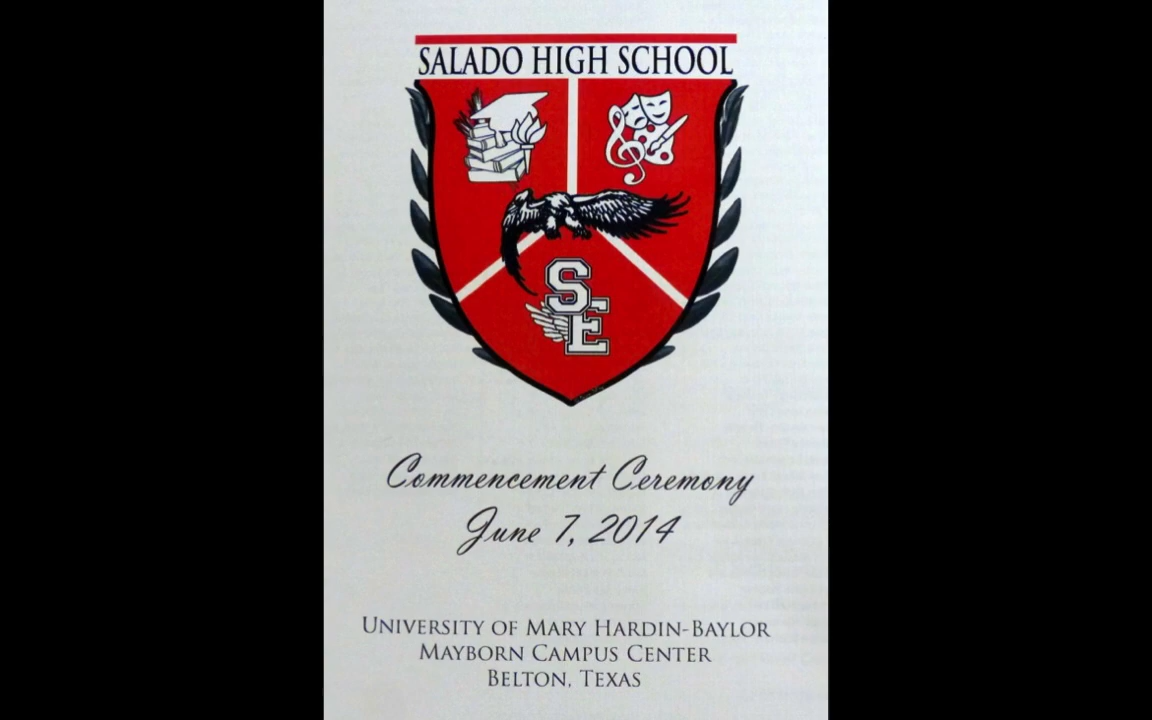 SALADO HIGH SCHOOL
SE
Commencement Ceremony
June 7, 2014
UNIVERSITY OF MARY HARDIN-BAYLOR
MAYBORN CAMPUS CENTER
BELTON, TEXAS